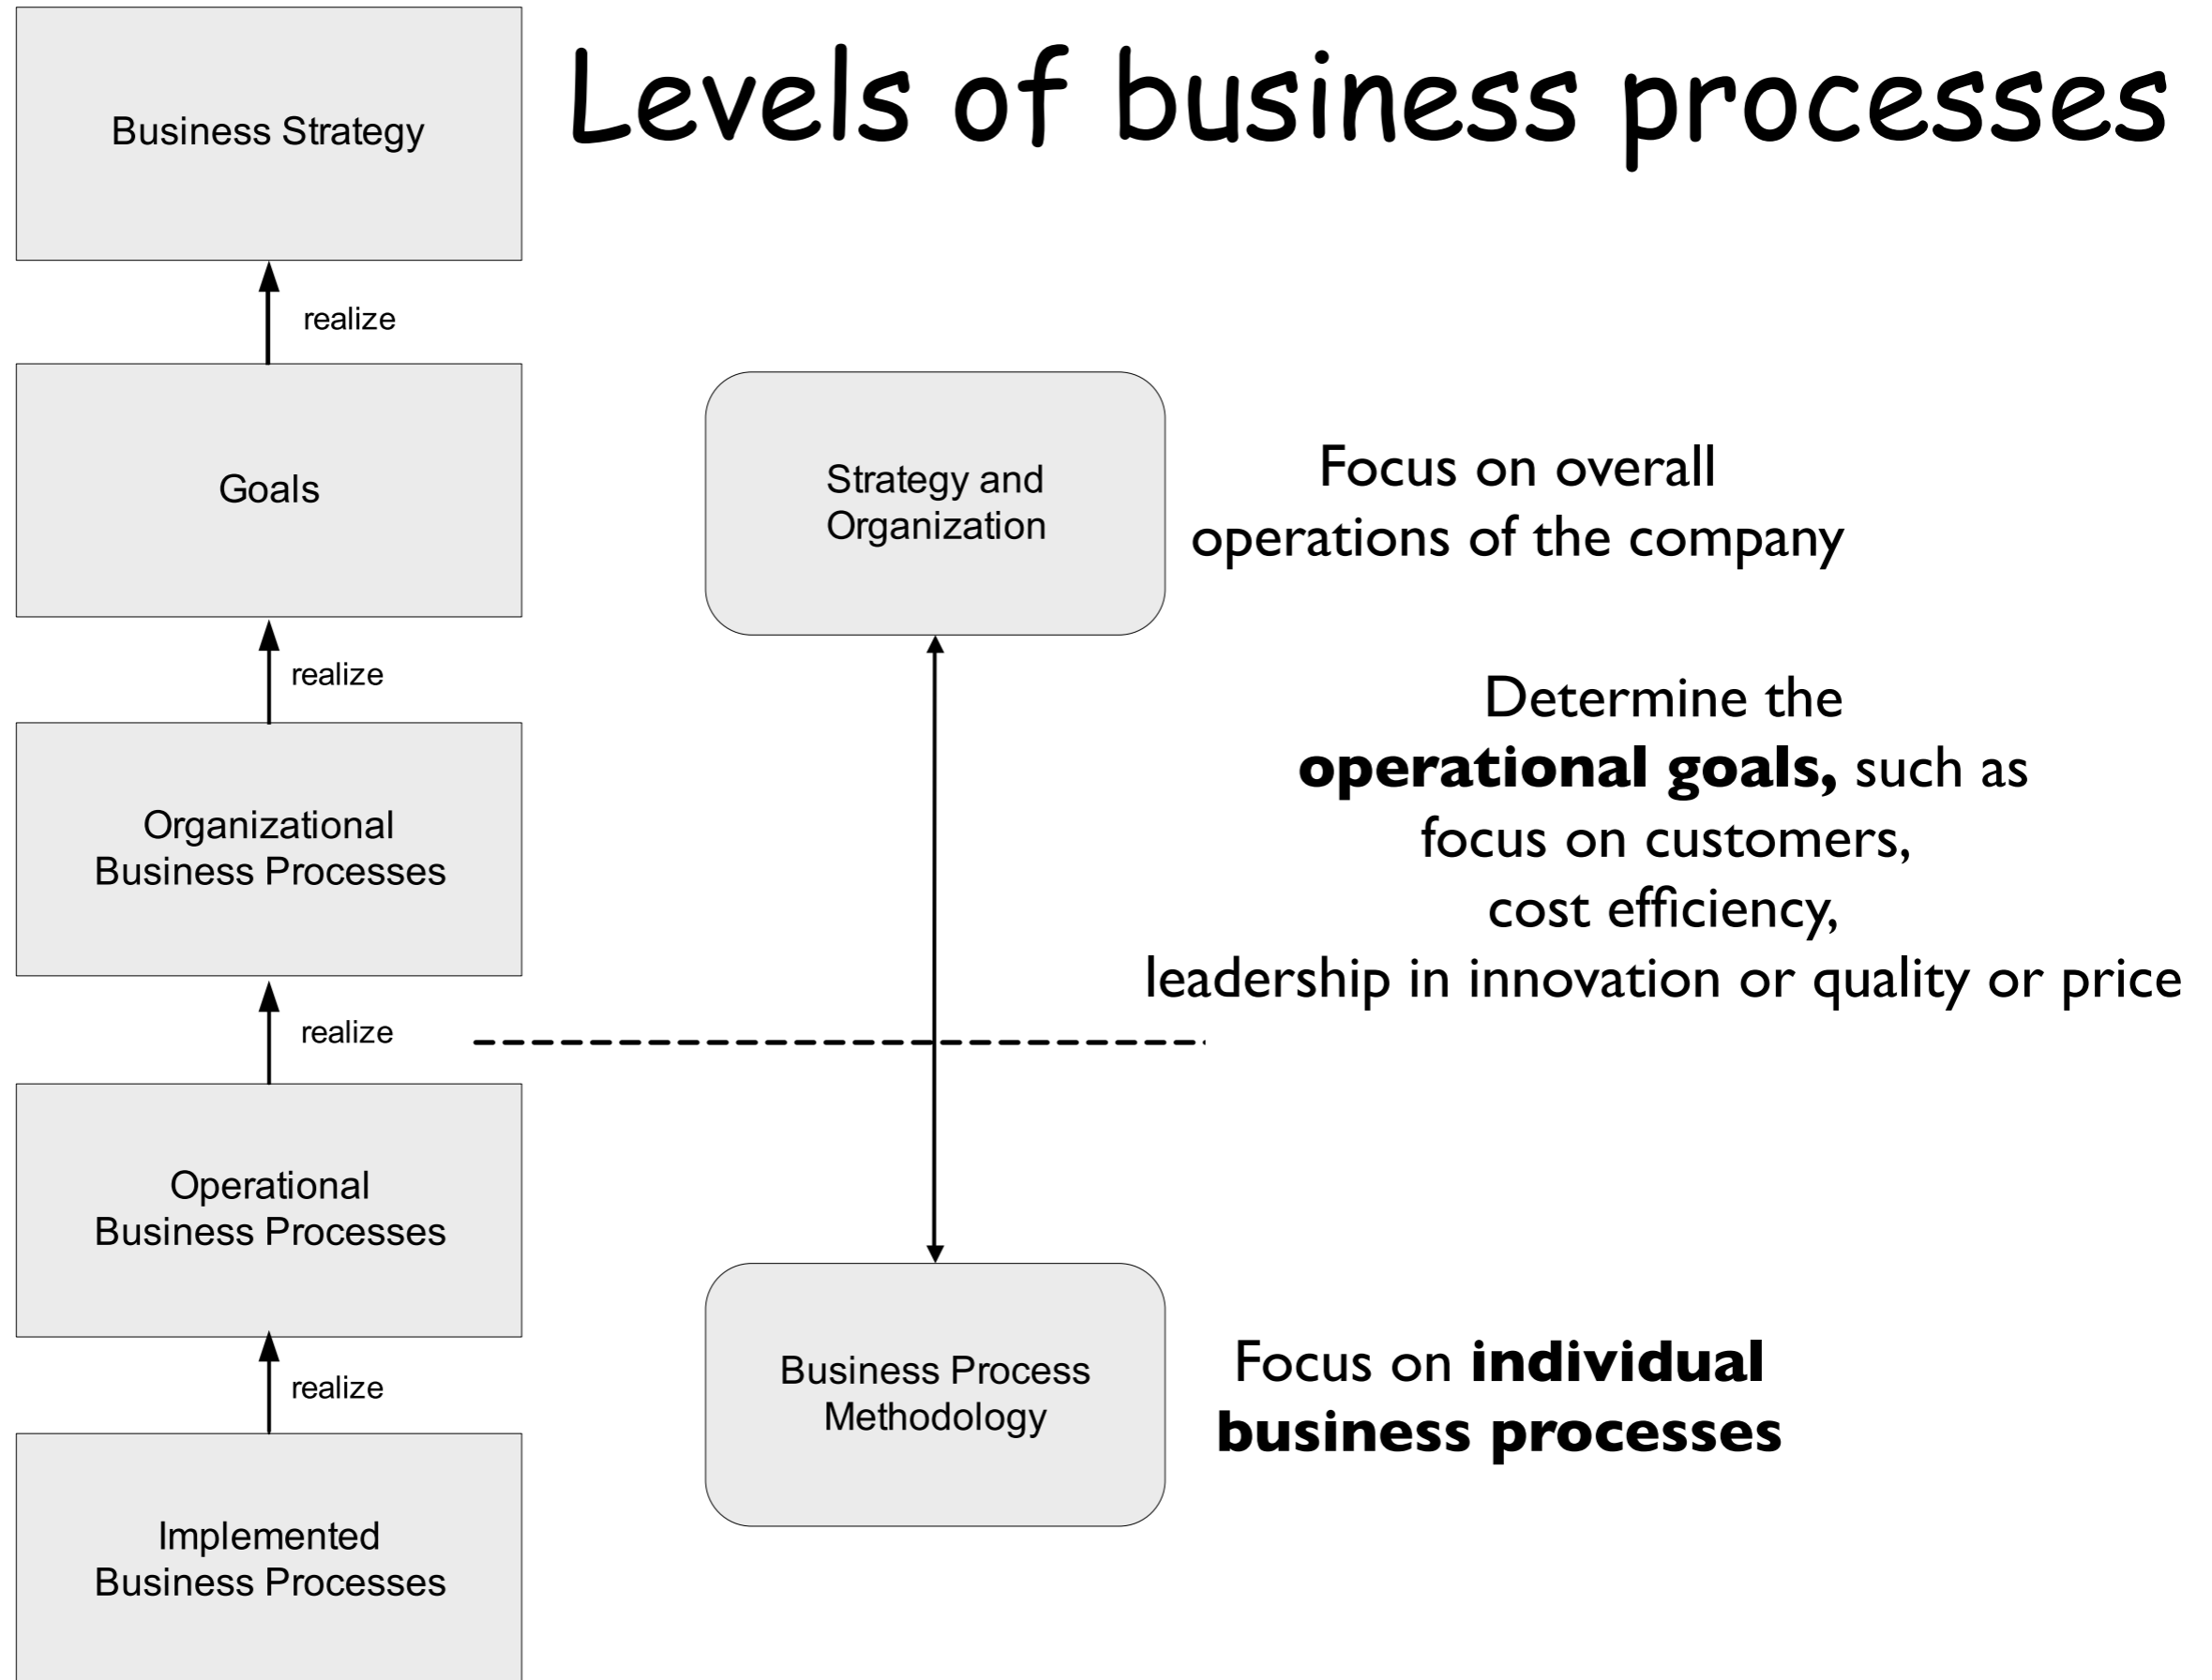 Levels of business processes
Business Strategy
realize
Goals
realize
Organizational
Business Processes
realize
Operational
Business Processes
realize
Implemented
Business Processes
Strategy and
Organization
Business Process
Methodology
Focus on overall
operations of the company
Determine the
operational goals, such as
focus on customers,
cost efficiency,
leadership in innovation or quality or price
Focus on individual
business processes